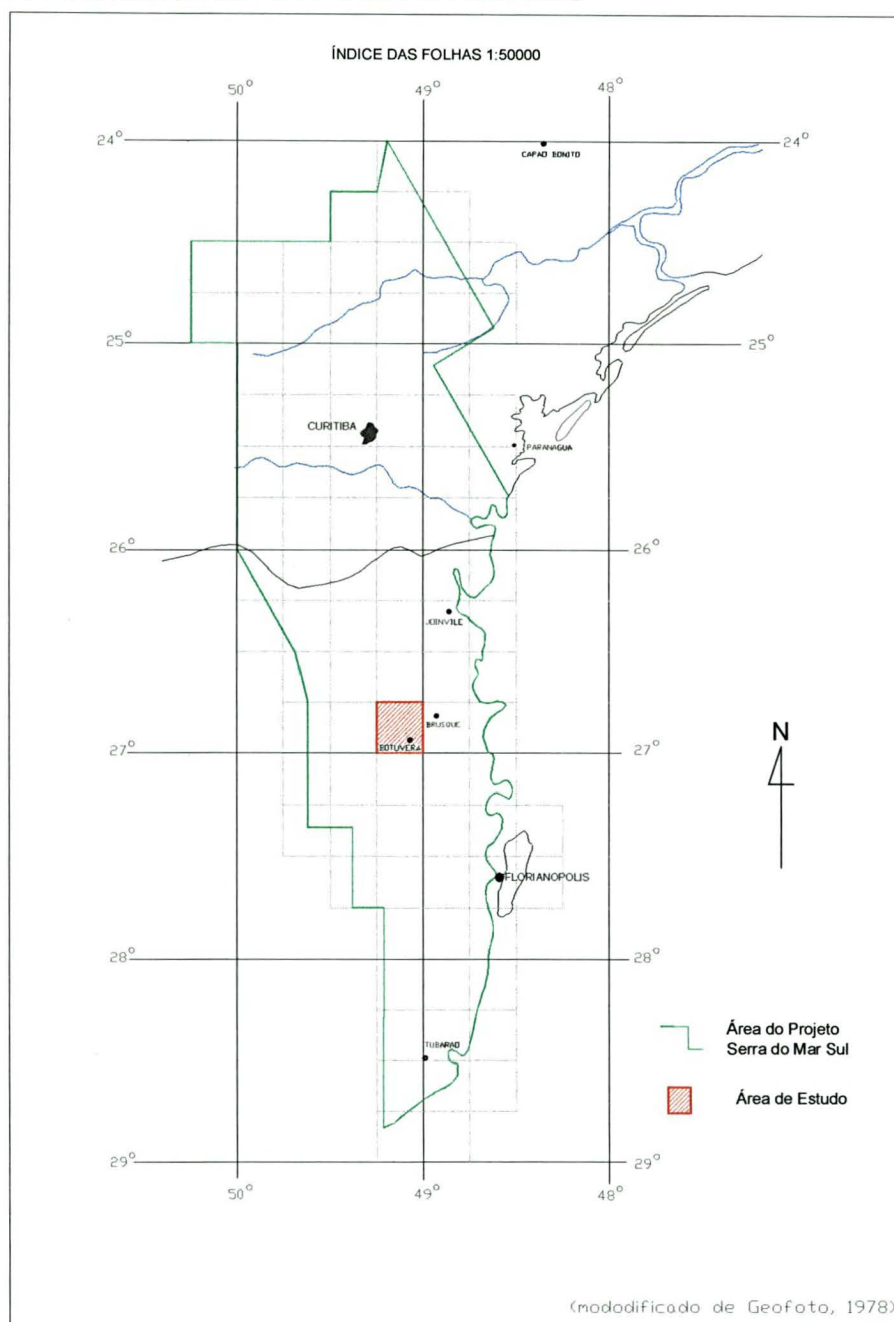 ÍNDICE DAS FOLHAS 1:50000
50° 49° 48°
24° 24°
CAPAO BONITO
25° 25°
CURITIBA
PARANAGUA
26° 26°
JOINVILE
BRUSQUE
BOTUVERA
27° 27°
N
FLORIANOPOLIS
28° 28°
Área do Projeto
Serra do Mar Sul
TUBARAO
Área de Estudo
29° 29°
50° 49° 48°
(mododificado de Geofoto, 1978)